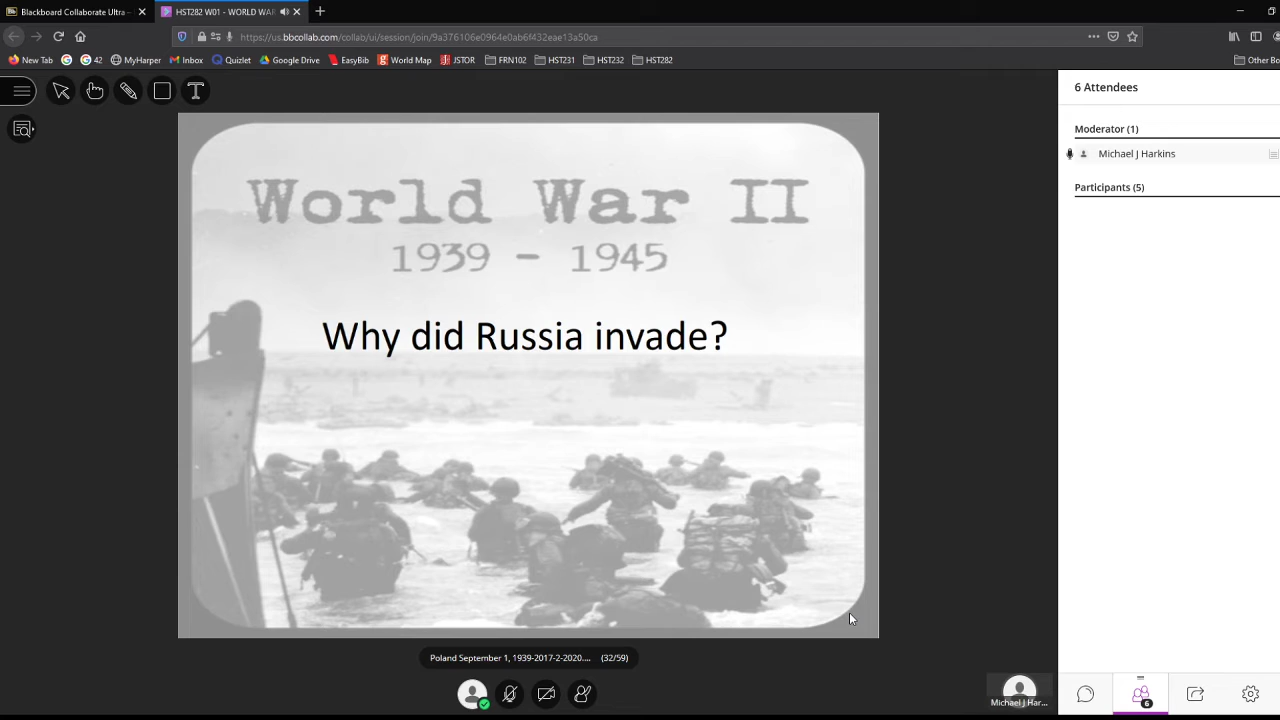 Blackboard Collaborate Ultra –
HST282 W01 - WORLD WAR
https://us.bbcollab.com/collab/ui/session/join/9a376106e0964e0ab6f432eae13a50ca
New Tab
G
42
MyHarper
Inbox
Quizlet
Google Drive
EasyBib
World Map
JSTOR
FRN102
HST231
HST232
HST282
Other Bo
6 Attendees
Moderator (1)
Michael J Harkins
Participants (5)
World War II
1939 - 1945
Why did Russia invade?
Poland September 1, 1939-2017-2-2020.... (32/59)
Michael J Har...
6